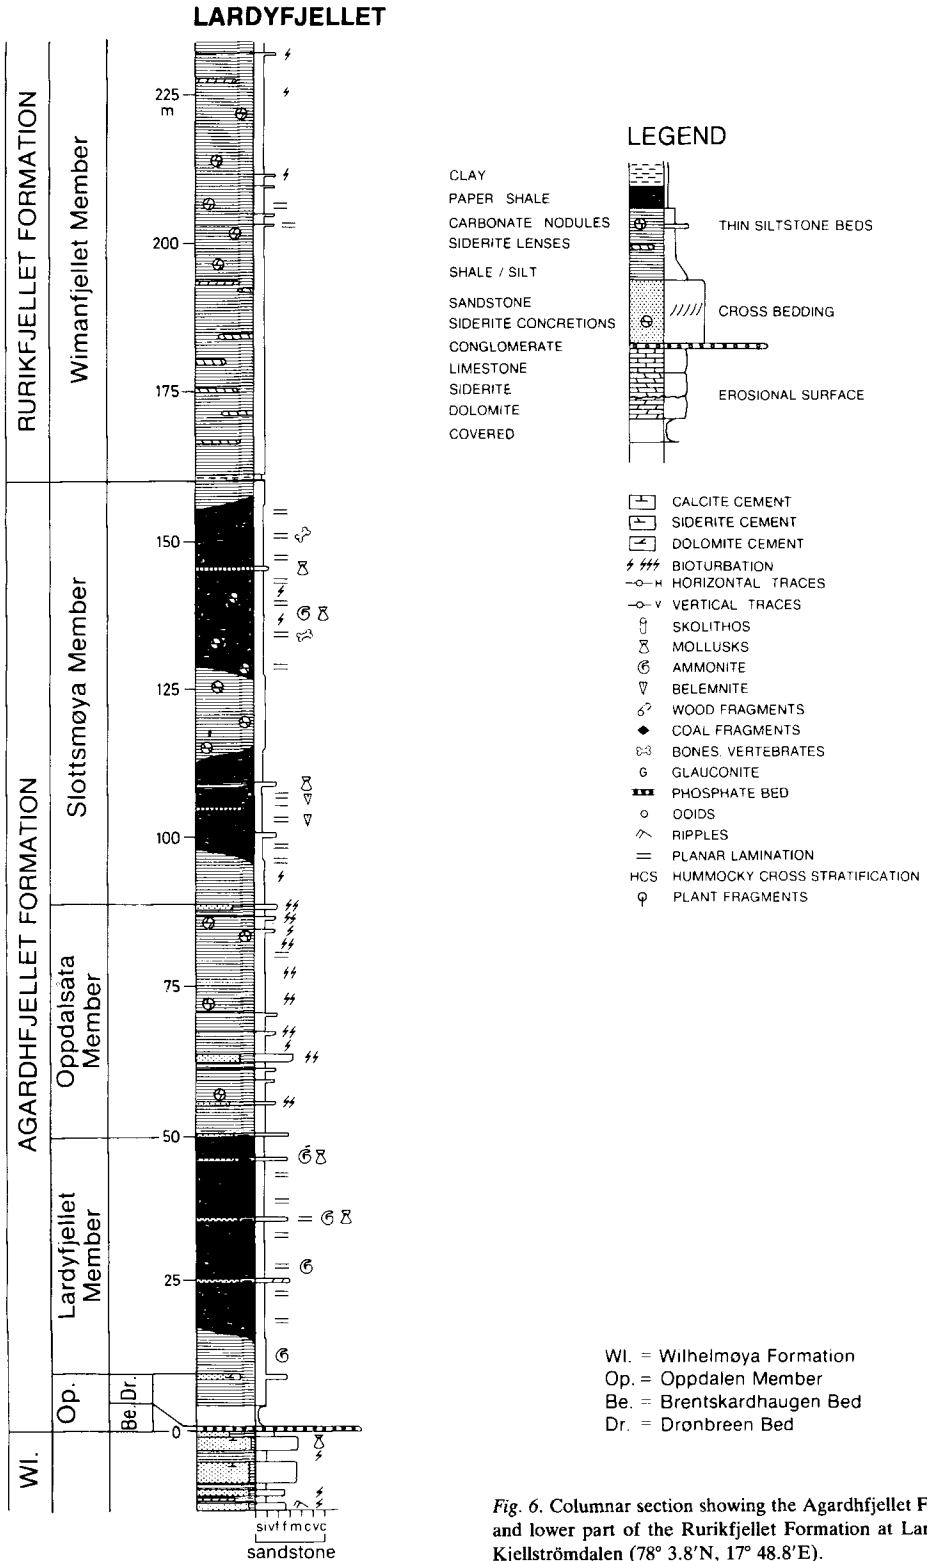 LARDYFJELLET
RURIKFJELLET FORMATION
Wimanfjellet Member
AGARDHFJELLET FORMATION
Slottsmøya Member
Oppdalsåta
Member
Lardyfjellet
Member
Op.
Dr.
Be.
WI.
225
m
200
175
150
125
100
75
50
25
0
si vf f m c vc
sandstone
LEGEND
CLAY
PAPER SHALE
CARBONATE NODULES
SIDERITE LENSES
SHALE / SILT
SANDSTONE
SIDERITE CONCRETIONS
CONGLOMERATE
LIMESTONE
SIDERITE
DOLOMITE
COVERED
THIN SILTSTONE BEDS
CROSS BEDDING
EROSIONAL SURFACE
CALCITE CEMENT
SIDERITE CEMENT
DOLOMITE CEMENT
BIOTURBATION
H HORIZONTAL TRACES
V VERTICAL TRACES
SKOLITHOS
MOLLUSKS
AMMONITE
BELEMNITE
WOOD FRAGMENTS
COAL FRAGMENTS
BONES. VERTEBRATES
G GLAUCONITE
PHOSPHATE BED
OOIDS
RIPPLES
PLANAR LAMINATION
HCS HUMMOCKY CROSS STRATIFICATION
PLANT FRAGMENTS
WI. = Wilhelmøya Formation
Op. = Oppdalen Member
Be. = Brentskardhaugen Bed
Dr. = Drønbreen Bed
Fig. 6. Columnar section showing the Agardhfjellet F
and lower part of the Rurikfjellet Formation at Lar
Kjellströmdalen (78° 3.8'N, 17° 48.8'E).